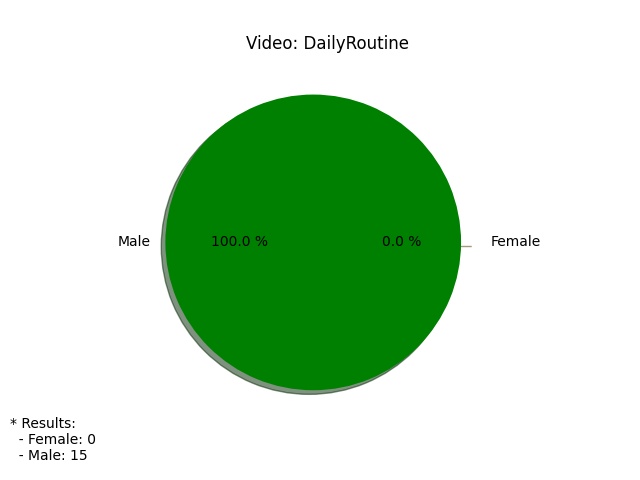 Video: DailyRoutine
Male 100.0 % 0.0 % Female
* Results:
- Female: 0
- Male: 15